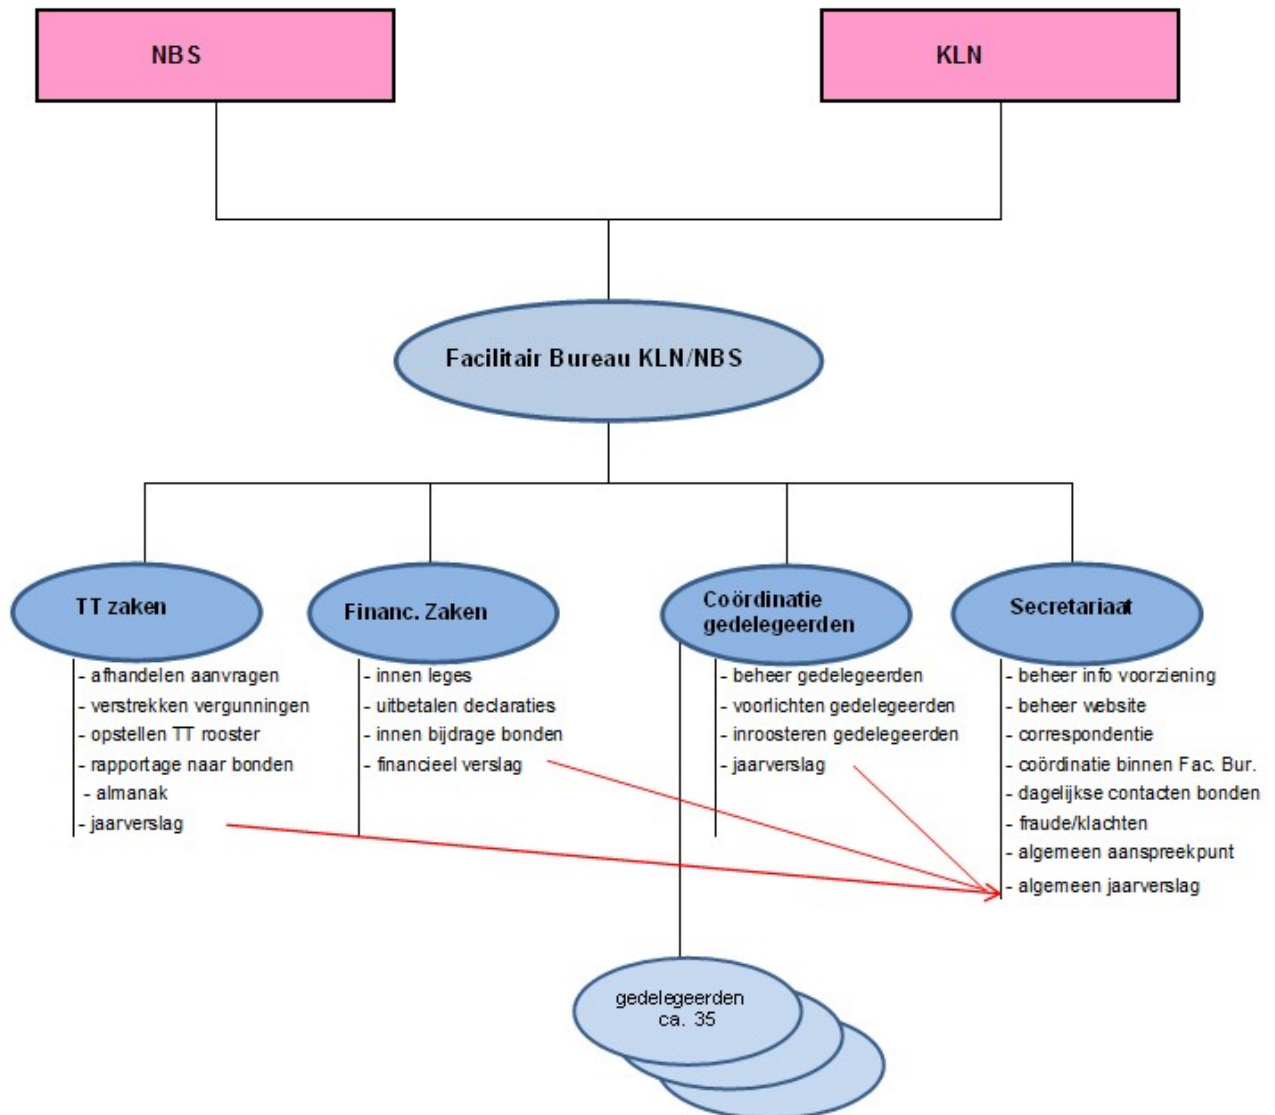 NBS
KLN
Facilitair Bureau KLN/NBS
TT zaken
- afhandelen aanvragen
- verstrekken vergunningen
- opstellen TT rooster
- rapportage naar bonden
almanak
- jaarverslag
Financ. Zaken
- innen leges
- uitbetalen declaraties
- innen bijdrage bonden
- financieel verslag
Coördinatie
gedelegeerden
- beheer gedelegeerden
- voorlichten gedelegeerden
- inroosteren gedelegeerden
- jaarverslag
Secretariaat
- beheer info voorziening
- beheer website
- correspondentie
- coördinatie binnen Fac. Bur.
- dagelijkse contacten bonden
- fraude/klachten
- algemeen aanspreekpunt
- algemeen jaarverslag
gedelegeerden
ca. 35